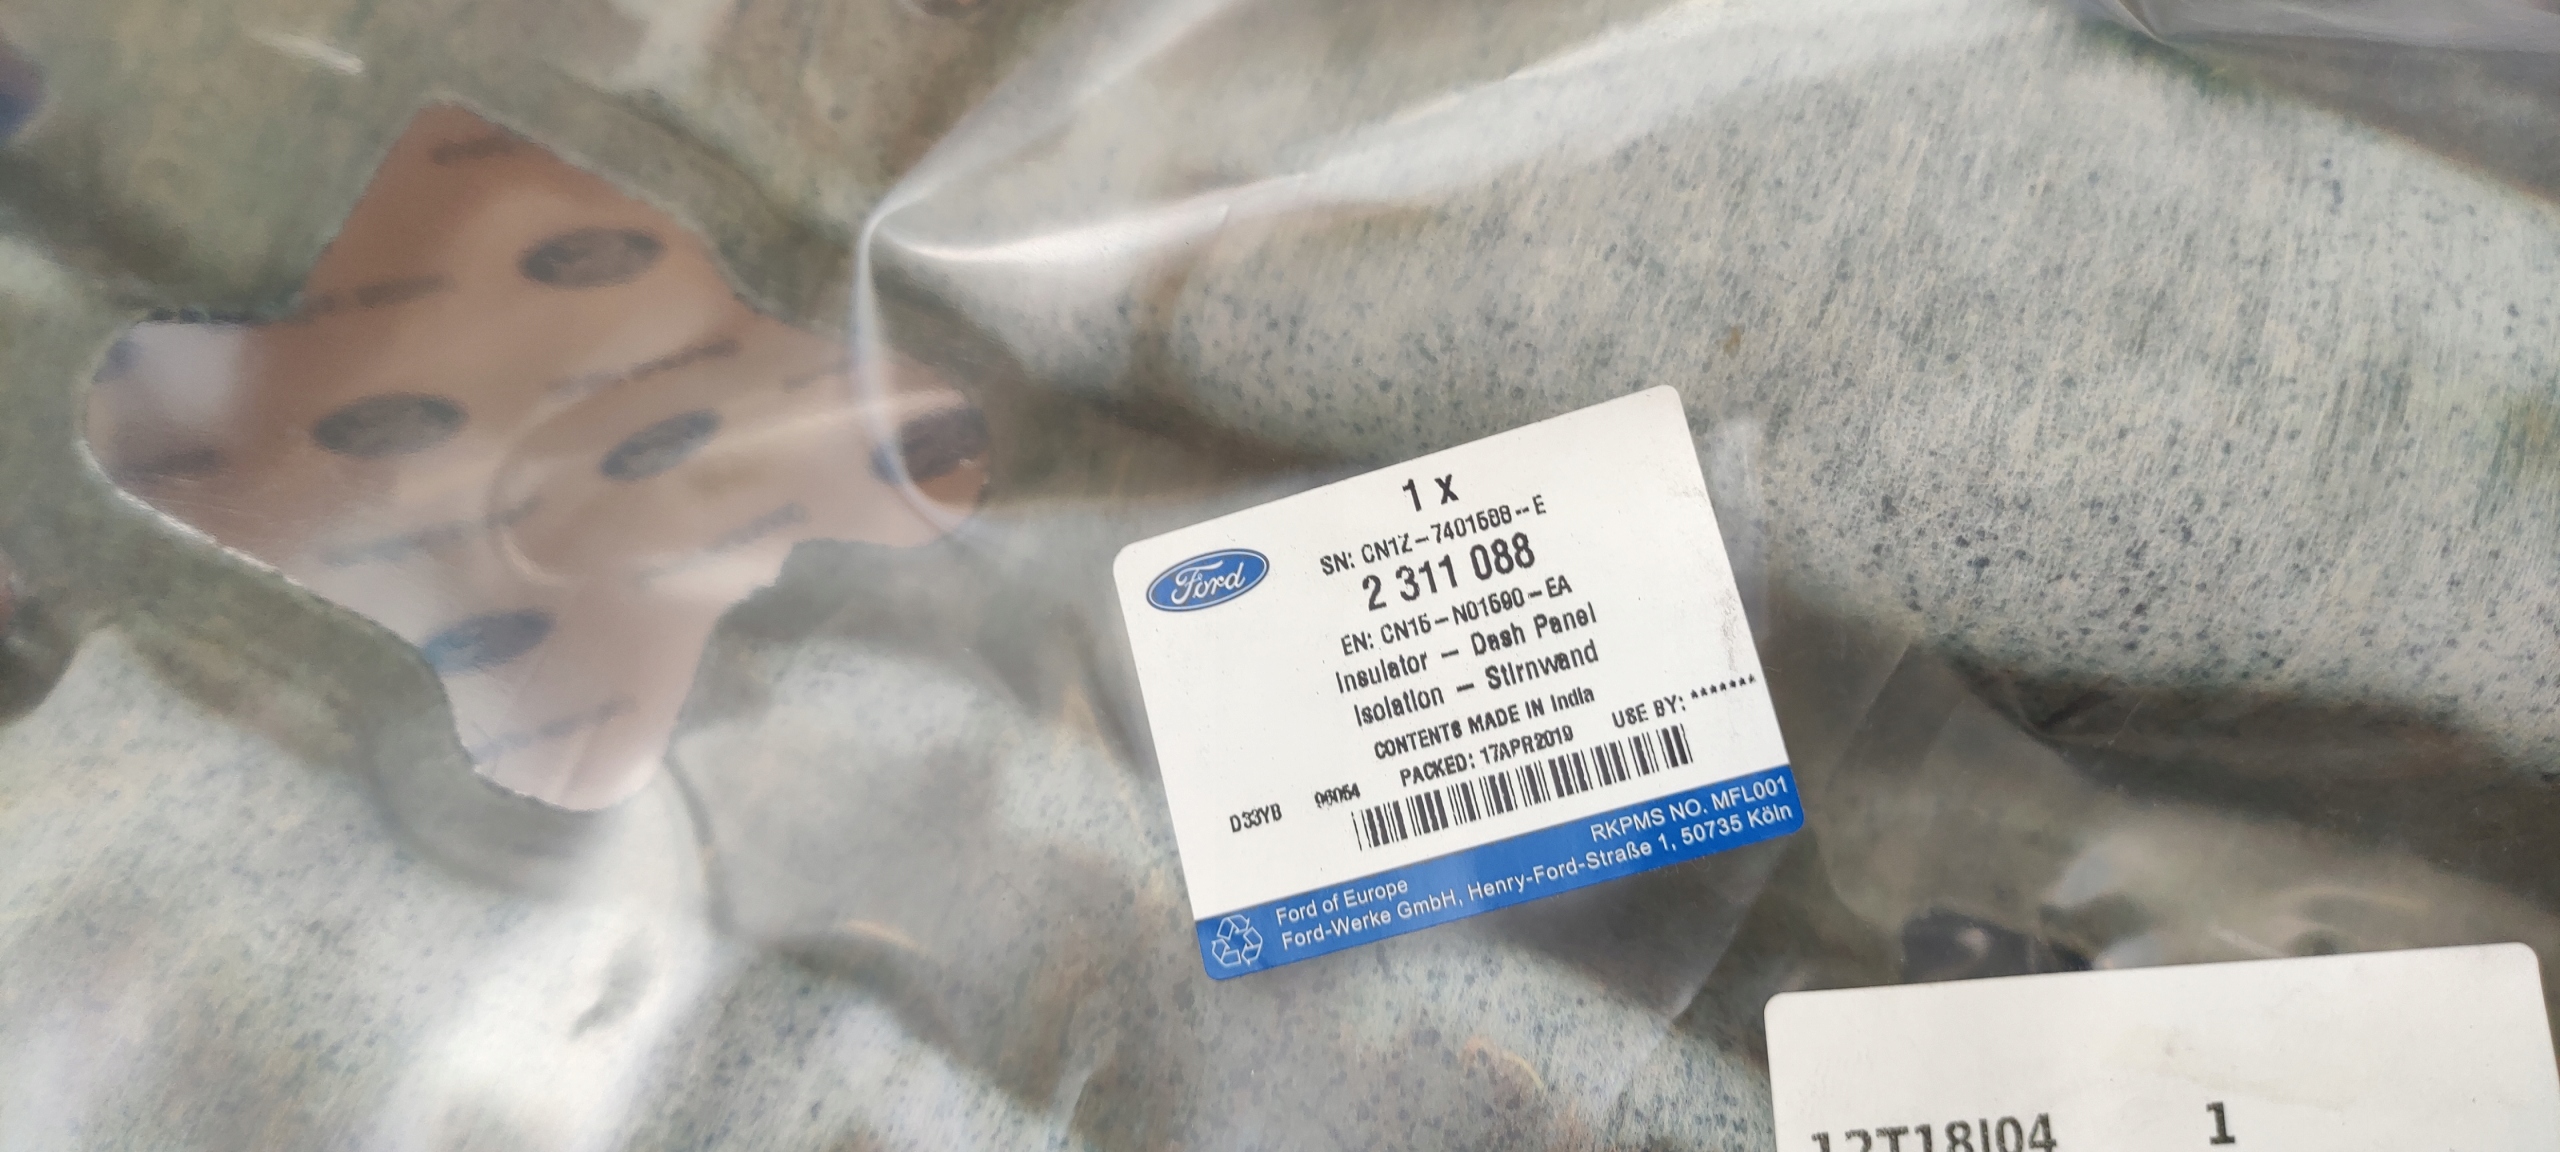 1 X
SN: CN1Z-7401588--E
2 311 088
EN: CN15-N01590-EA
Insulator - Dash Panel
Isolation - Stirnwand
CONTENTS MADE IN India
PACKED: 17APR2019 USE BY: *******
D33YB 96054
Ford
RKPMS NO. MFL001
Ford of Europe
Ford-Werke GmbH, Henry-Ford-Straße 1, 50735 Köln
12T18J04 1